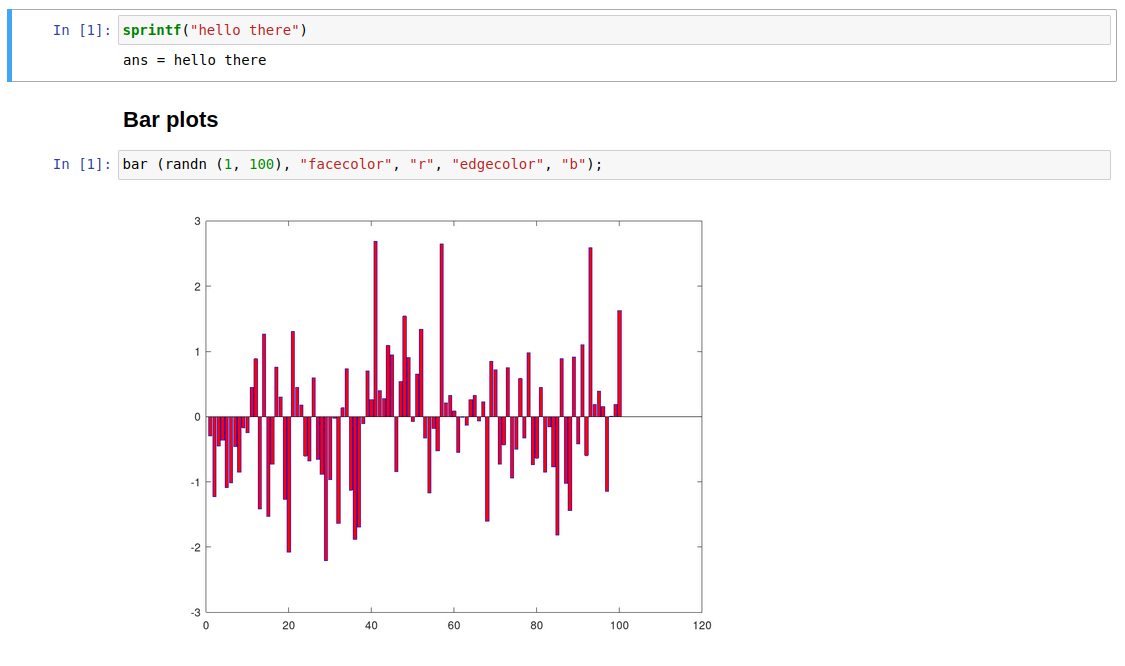 In [1]: sprintf("hello there")
ans = hello there
Bar plots
In [1]: bar (randn (1, 100), "facecolor", "r", "edgecolor", "b");
3
2
1
0
-1
-2
-3
0 20 40 60 80 100 120